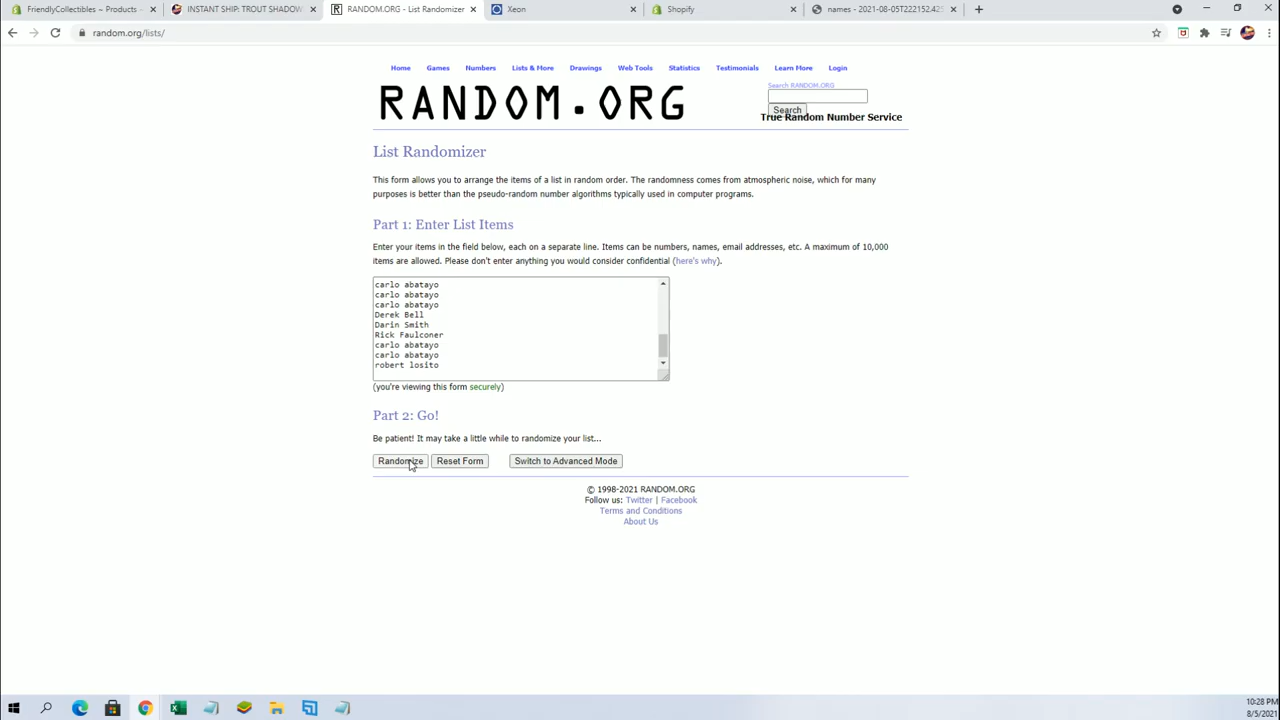 FriendlyCollectibles ~ Products ~
INSTANT SHIP: TROUT SHADOW
RANDOM.ORG - List Randomizer
Xeon
Shopify
names - 2021-08-05T222152.425
random.org/lists/
Home Games Numbers Lists & More Drawings Web Tools Statistics Testimonials Learn More Login
RANDOM.ORG
Search RANDOM.ORG
Search
True Random Number Service
List Randomizer
This form allows you to arrange the items of a list in random order. The randomness comes from atmospheric noise, which for many
purposes is better than the pseudo-random number algorithms typically used in computer programs.
Part 1: Enter List Items
Enter your items in the field below, each on a separate line. Items can be numbers, names, email addresses, etc. A maximum of 10,000
items are allowed. Please don't enter anything you would consider confidential (here's why).
carlo abatayo
carlo abatayo
carlo abatayo
Derek Bell
Darin Smith
Rick Faulconer
carlo abatayo
carlo abatayo
robert losito
(you're viewing this form securely)
Part 2: Go!
Be patient! It may take a little while to randomize your list...
Randomize Reset Form Switch to Advanced Mode
© 1998-2021 RANDOM.ORG
Follow us: Twitter | Facebook
Terms and Conditions
About Us
10:28 PM
8/5/2021